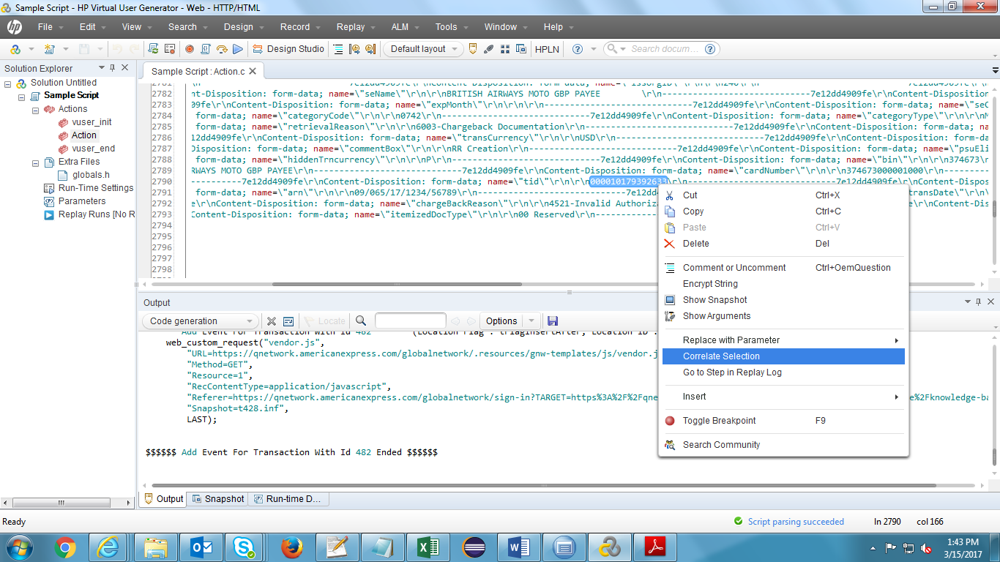 Sample Script - HP Virtual User Generator - Web - HTTP/HTML
hp File Edit View Search Design Record Replay ALM Tools Window Help
Design Studio Default layout HPLN ? Search docum... ?
Solution Explorer
Solution Untitled
Sample Script
Actions
vuser_init
Action
vuser_end
Extra Files
globals.h
Run-Time Settings
Parameters
Replay Runs [No R
Sample Script : Action.c
2781
2782 nt-Disposition: form-data; name=\"seName\"\r\n\r\nBRITISH AIRWAYS MOTO GBP PAYEE \r\n-----------------------------7e12dd4909fe\r\nContent-Disposition: form-data; name=\
2783 09fe\r\nContent-Disposition: form-data; name=\"expMonth\"\r\n\r\n\r\n-----------------------------7e12dd4909fe\r\nContent-Disposition: form-data; name=\"seC
2784 form-data; name=\"categoryCode\"\r\n\r\n0742\r\n-----------------------------7e12dd4909fe\r\nContent-Disposition: form-data; name=\"categoryType\"\r\n\r\nM
2785 form-data; name=\"retrievalReason\"\r\n\r\n6003-Chargeback Documentation\r\n-----------------------------7e12dd4909fe\r\nContent-Disposition: form-data;
2786 12dd4909fe\r\nContent-Disposition: form-data; name=\"transCurrency\"\r\n\r\nUSD\r\n-----------------------------7e12dd4909fe\r\nContent-Disposition: form
2787 Disposition: form-data; name=\"commentBox\"\r\n\r\nRR Creation\r\n-----------------------------7e12dd4909fe\r\nContent-Disposition: form-data; name=\"psuEli
2788 form-data; name=\"hiddenTrncurrency\"\r\n\r\nP\r\n-----------------------------7e12dd4909fe\r\nContent-Disposition: form-data; name=\"bin\"\r\n\r\n374673\r\n
2789 RWAYS MOTO GBP PAYEE\r\n-----------------------------7e12dd4909fe\r\nContent-Disposition: form-data; name=\"cardNumber\"\r\n\r\n374673000001000\r\n
2790 ----------7e12dd4909fe\r\nContent-Disposition: form-data; name=\"tid\"\r\n\r\n000010179392633\r\n-----------------------------7e12dd4909fe\r\nContent-Disposition: fo
2791 form-data; name=\"arn\"\r\n\r\n09/065/17/1234/56789\r\n-----------------------------7e12dd4 transDate\"\
2792 e\r\nContent-Disposition: form-data; name=\"chargeBackReason\"\r\n\r\n4521-Invalid Authoriza \r\nContent-Dis
2793 Content-Disposition: form-data; name=\"itemizedDocType\"\r\n\r\n00 Reserved\r\n-------------
2794
2795
2796
2797
2798
Cut Ctrl+X
Copy Ctrl+C
Paste Ctrl+V
Delete Del
Comment or Uncomment Ctrl+OemQuestion
Encrypt String
Show Snapshot
Show Arguments
Replace with Parameter
Correlate Selection
Go to Step in Replay Log
Insert
Toggle Breakpoint F9
Search Community
Output
Code generation Locate Options
Add Event For Transaction With Id 482
web_custom_request("vendor.js",
"URL=https://qnetwork.americanexpress.com/globalnetwork/.resources/gnw-templates/js/vendor.j
"Method=GET",
"Resource=1",
"RecContentType=application/javascript",
"Referer=https://qnetwork.americanexpress.com/globalnetwork/sign-in?TARGET=https%3A%2F%2Fqne e%2Fknowledge-ba
"Snapshot=t428.inf",
LAST);
$$$$$$ Add Event For Transaction With Id 482 Ended $$$$$$
Output Snapshot Run-time D...
Ready Script parsing succeeded ln 2790 col 166
1:43 PM
3/15/2017